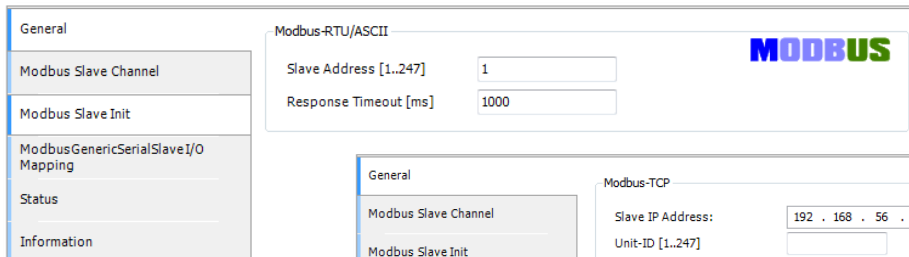 General
Modbus Slave Channel
Modbus Slave Init
ModbusGenericSerialSlave I/O
Mapping
Status
Information
Modbus-RTU/ASCII
MODBUS
Slave Address [1..247] 1
Response Timeout [ms] 1000
General
Modbus Slave Channel
Modbus Slave Init
Modbus-TCP
Slave IP Address: 192 . 168 . 56 .
Unit-ID [1..247]